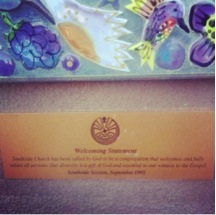 Welcoming Statement
Southside Church has been called by God to be a congregation that welcomes and fully
values all persons. Our diversity is a gift of God and essential to our witness to the Gospel.
Southside Session, September 1995